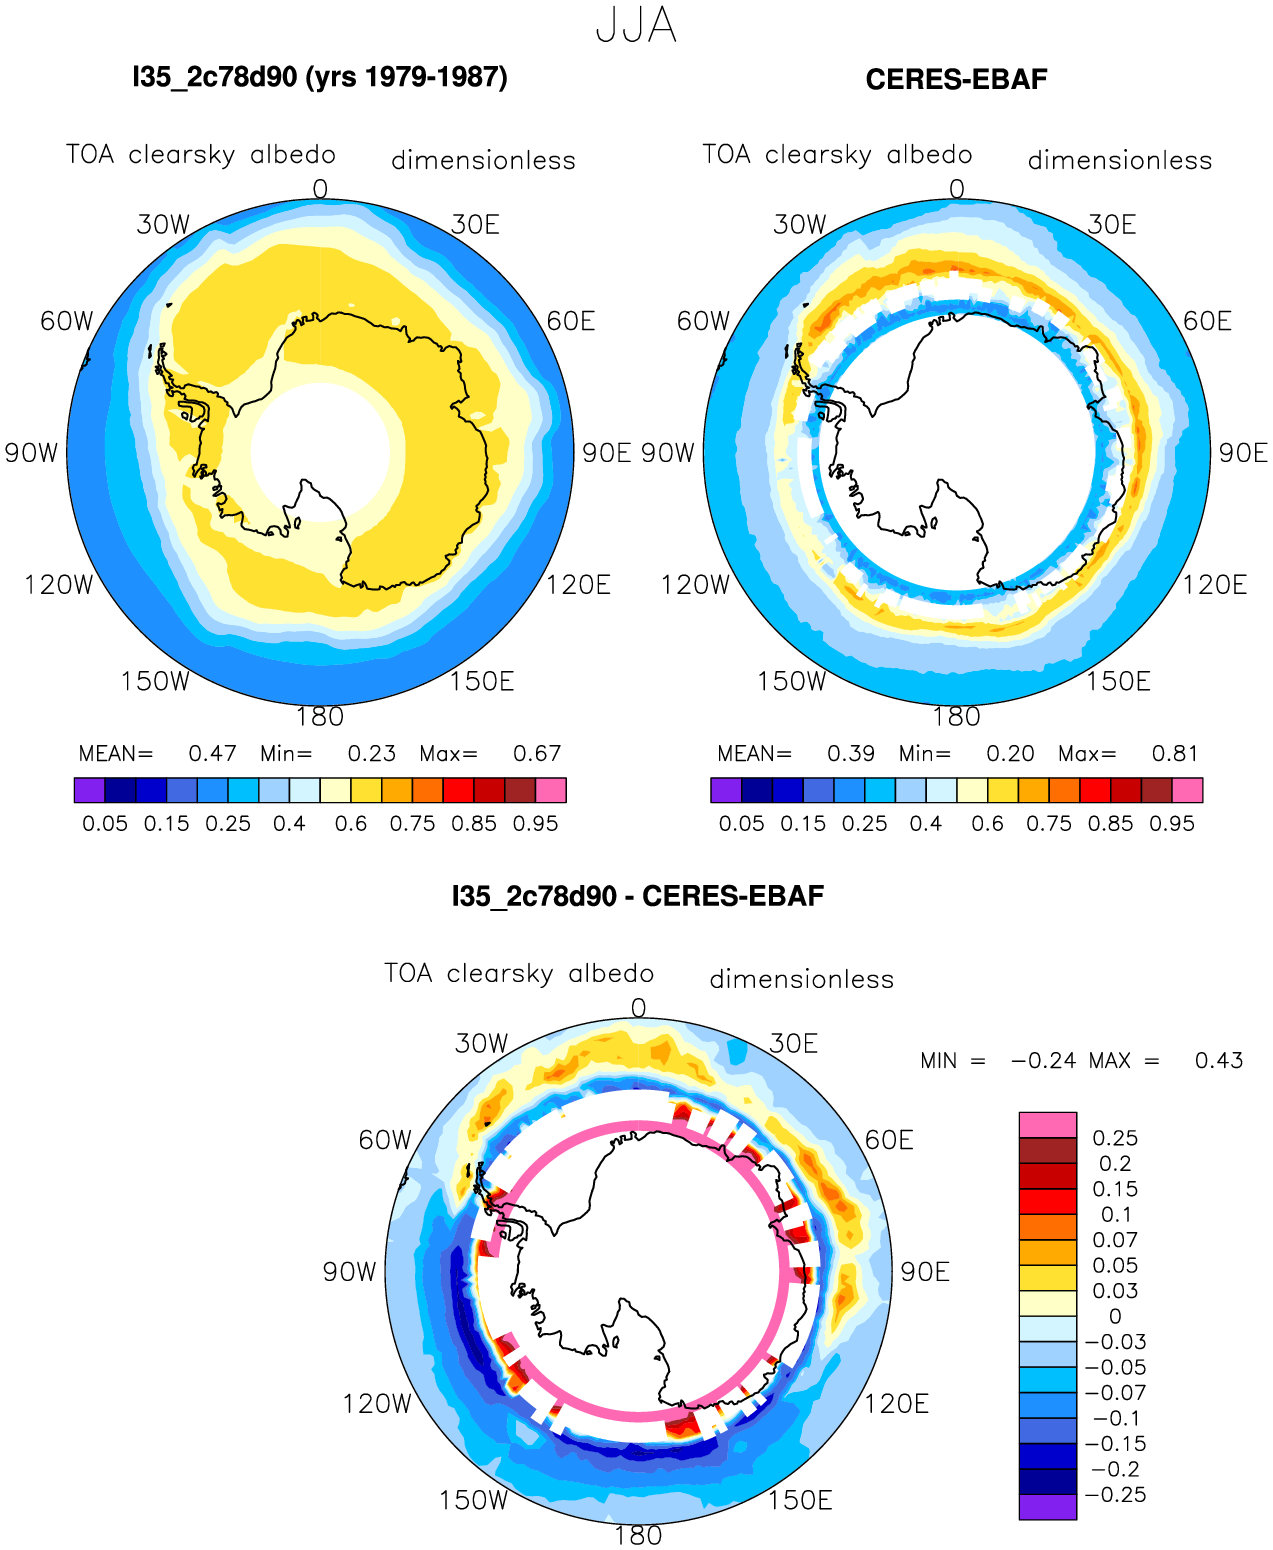 JJA
I35_2c78d90 (yrs 1979-1987)
TOA clearsky albedo dimensionless
0
30W 30E
60W 60E
90W 90E
120W 120E
150W 150E
180
MEAN= 0.47 Min= 0.23 Max= 0.67
0.05 0.15 0.25 0.4 0.6 0.75 0.85 0.95
CERES-EBAF
TOA clearsky albedo dimensionless
0
30W 30E
60W 60E
90W 90E
120W 120E
150W 150E
180
MEAN= 0.39 Min= 0.20 Max= 0.81
0.05 0.15 0.25 0.4 0.6 0.75 0.85 0.95
I35_2c78d90 - CERES-EBAF
TOA clearsky albedo dimensionless
0
30W 30E
60W 60E
90W 90E
120W 120E
150W 150E
180
MIN = -0.24 MAX = 0.43
0.25
0.2
0.15
0.1
0.07
0.05
0.03
0
-0.03
-0.05
-0.07
-0.1
-0.15
-0.2
-0.25